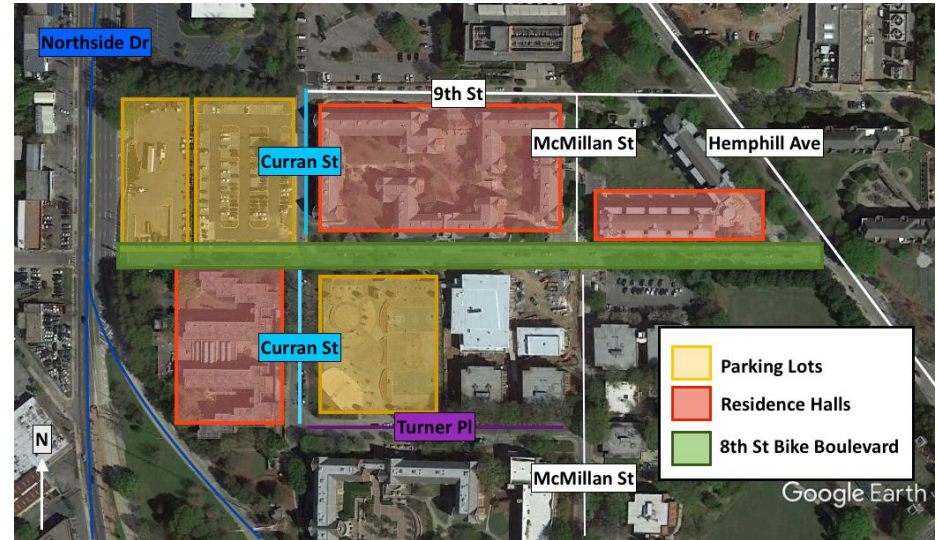 Northside Dr
9th St
Curran St
McMillan St
Hemphill Ave
Curran St
Turner Pl
McMillan St
Parking Lots
Residence Halls
8th St Bike Boulevard
N
Google Earth